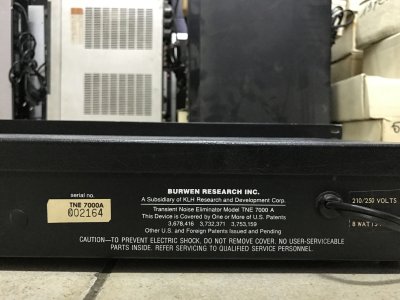 serial no.
TNE 7000A
002164
BURWEN RESEARCH INC.
A Subsidiary of KLH Research and Development Corp.
Transient Noise Eliminator Model TNE 7000 A
This Device is Covered by One or More of U.S. Patents
3,678,416 3,732,371 3,753,159
Other U.S. and Foreign Patents Issued and Pending
CAUTION—TO PREVENT ELECTRIC SHOCK, DO NOT REMOVE COVER. NO USER-SERVICEABLE
PARTS INSIDE. REFER SERVICING TO QUALIFIED SERVICE PERSONNEL.
210/250 VOLTS
8 WATTS